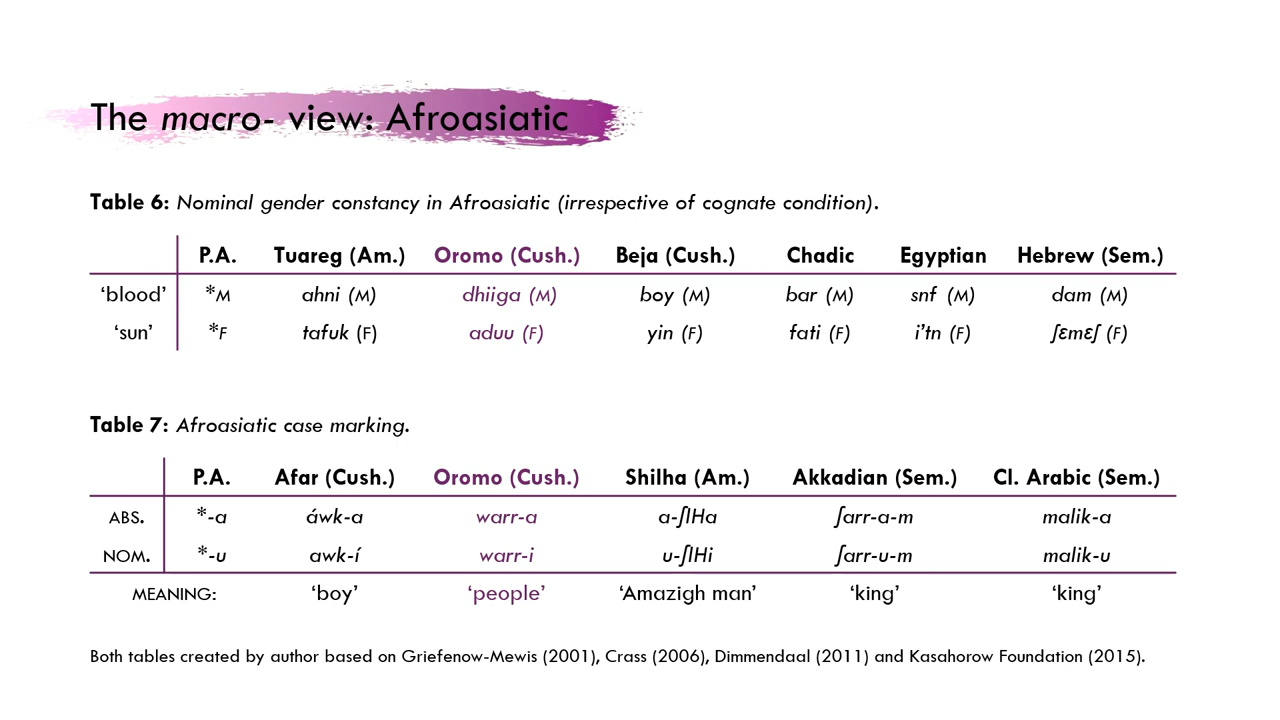 The macro- view: Afroasiatic
Table 6: Nominal gender constancy in Afroasiatic (irrespective of cognate condition).
P.A. Tuareg (Am.) Oromo (Cush.) Beja (Cush.) Chadic Egyptian Hebrew (Sem.)
‘blood’ *M ahni (M) dhiiga (M) boy (M) bar (M) snf (M) dam (M)
‘sun’ *F tafuk (F) aduu (F) yin (F) fati (F) i’tn (F) ʃɛmɛʃ (F)
Table 7: Afroasiatic case marking.
P.A. Afar (Cush.) Oromo (Cush.) Shilha (Am.) Akkadian (Sem.) Cl. Arabic (Sem.)
ABS. *-a áwk-a warr-a a-ʃlHa ʃarr-a-m malik-a
NOM. *-u awk-í warr-i u-ʃlHi ʃarr-u-m malik-u
MEANING: ‘boy’ ‘people’ ‘Amazigh man’ ‘king’ ‘king’
Both tables created by author based on Griefenow-Mewis (2001), Crass (2006), Dimmendaal (2011) and Kasahorow Foundation (2015).